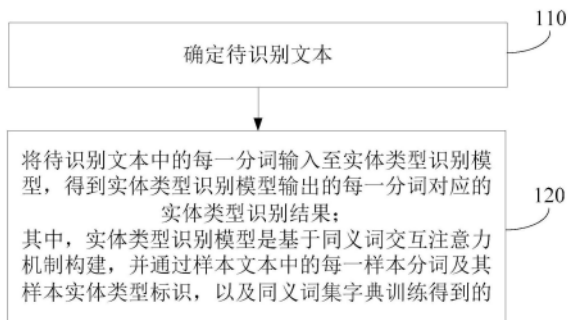 110
确定待识别文本
将待识别文本中的每一分词输入至实体类型识别模
型，得到实体类型识别模型输出的每一分词对应的
实体类型识别结果；
120
其中，实体类型识别模型是基于同义词交互注意力
机制构建，并通过样本文本中的每一样本分词及其
样本实体类型标识，以及同义词集字典训练得到的